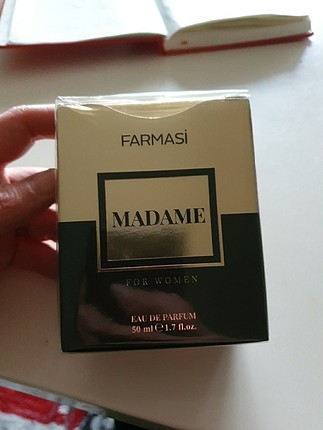 FARMASİ
MADAME
FOR WOMEN
EAU DE PARFUM
50 ml ℮ 1.7 fl.oz.